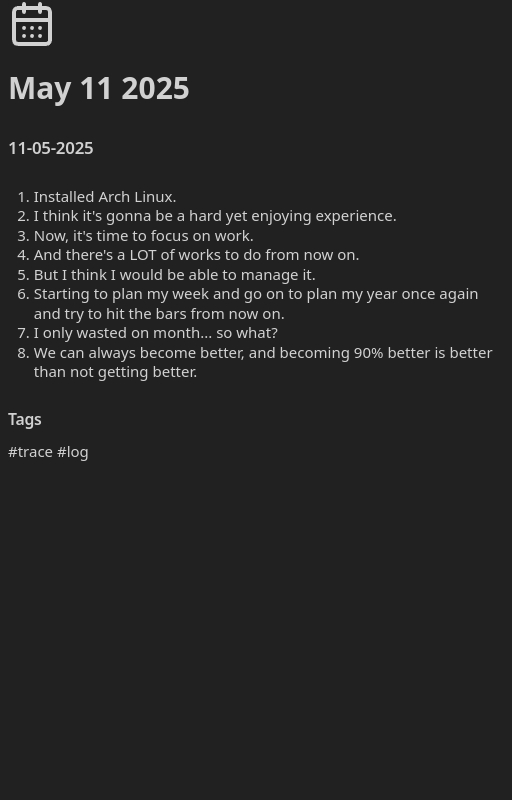 May 11 2025
11-05-2025
1. Installed Arch Linux.
2. I think it's gonna be a hard yet enjoying experience.
3. Now, it's time to focus on work.
4. And there's a LOT of works to do from now on.
5. But I think I would be able to manage it.
6. Starting to plan my week and go on to plan my year once again
and try to hit the bars from now on.
7. I only wasted on month... so what?
8. We can always become better, and becoming 90% better is better
than not getting better.
Tags
#trace #log